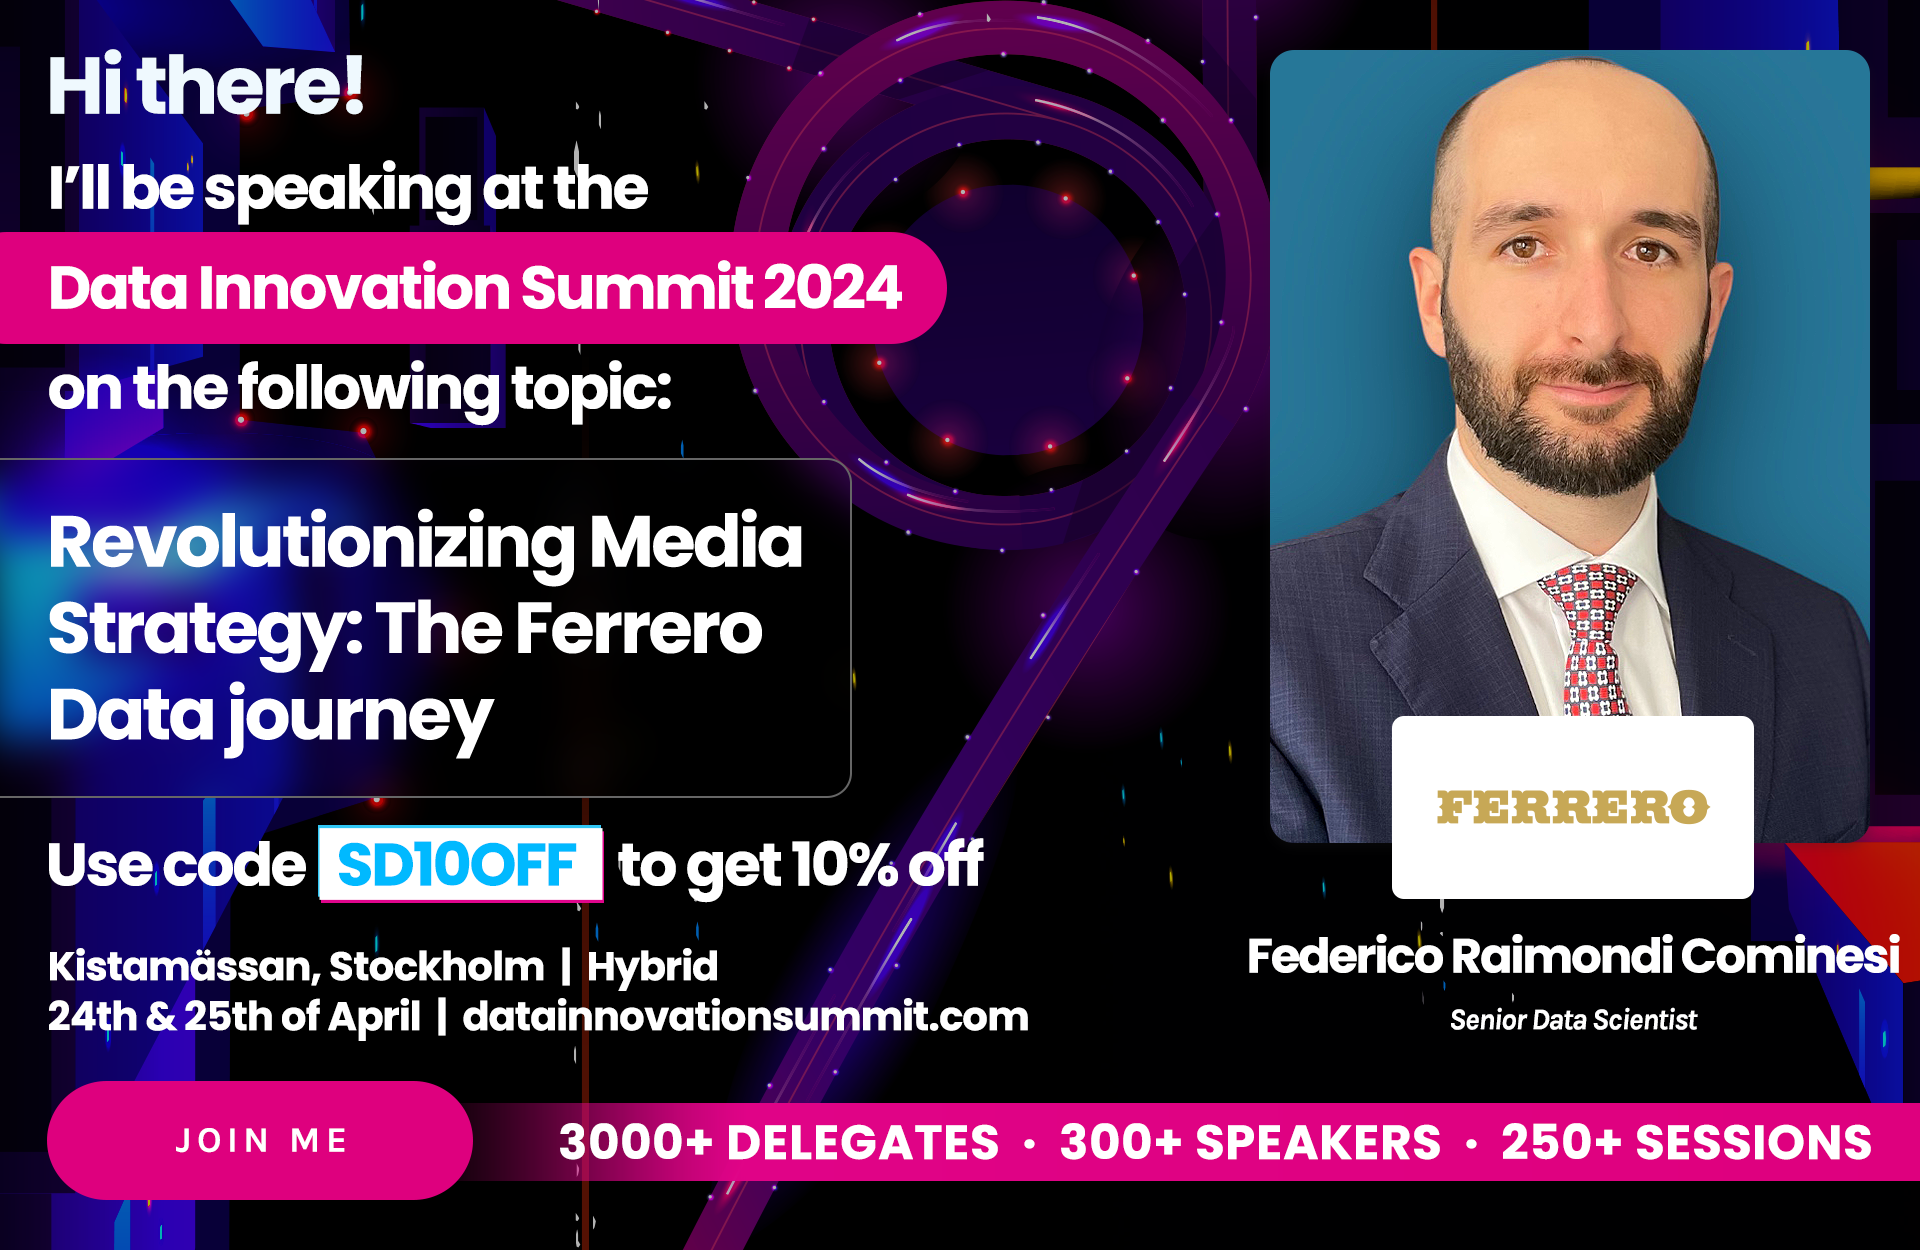 Hi there!
I'll be speaking at the
Data Innovation Summit 2024
on the following topic:
Revolutionizing Media
Strategy: The Ferrero
Data journey
Use code SD10OFF to get 10% off
Kistamässan, Stockholm | Hybrid
24th & 25th of April | datainnovationsummit.com
JOIN ME
FERRERO
Federico Raimondi Cominesi
Senior Data Scientist
3000+ DELEGATES · 300+ SPEAKERS · 250+ SESSIONS